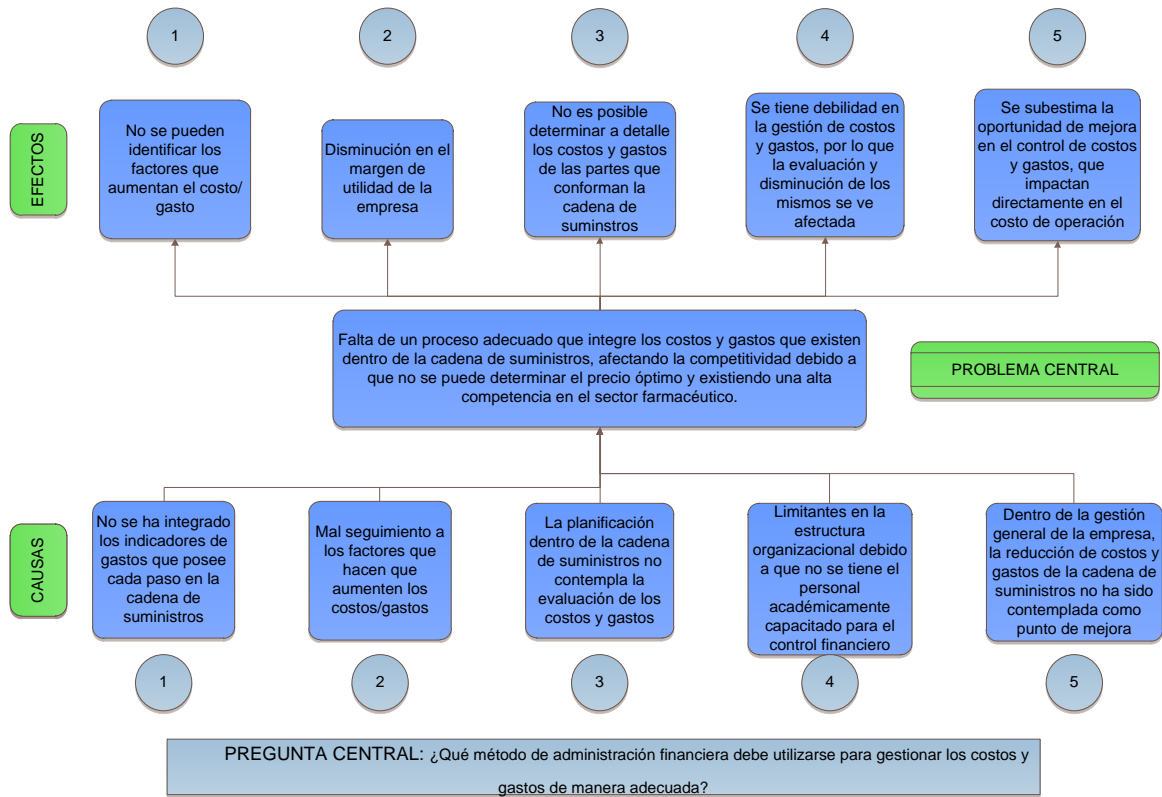 1
2
3
4
5
EFECTOS
No se pueden
identificar los
factores que
aumentan el costo/
gasto
Disminución en el
margen de
utilidad de la
empresa
No es posible
determinar a detalle
los costos y gastos
de las partes que
conforman la
cadena de
suminstros
Se tiene debilidad en
la gestión de costos
y gastos, por lo que
la evaluación y
disminución de los
mismos se ve
afectada
Se subestima la
oportunidad de mejora
en el control de costos
y gastos, que
impactan
directamente en el
costo de operación
Falta de un proceso adecuado que integre los costos y gastos que existen
dentro de la cadena de suministros, afectando la competitividad debido a
que no se puede determinar el precio óptimo y existiendo una alta
competencia en el sector farmacéutico.
PROBLEMA CENTRAL
CAUSAS
No se ha integrado
los indicadores de
gastos que posee
cada paso en la
cadena de
suministros
Mal seguimiento a
los factores que
hacen que
aumenten los
costos/gastos
La planificación
dentro de la cadena
de suministros no
contempla la
evaluación de los
costos y gastos
Limitantes en la
estructura
organizacional debido
a que no se tiene el
personal
académicamente
capacitado para el
control financiero
Dentro de la gestión
general de la empresa,
la reducción de costos y
gastos de la cadena de
suministros no ha sido
contemplada como
punto de mejora
1
2
3
4
5
PREGUNTA CENTRAL: ¿Qué método de administración financiera debe utilizarse para gestionar los costos y
gastos de manera adecuada?